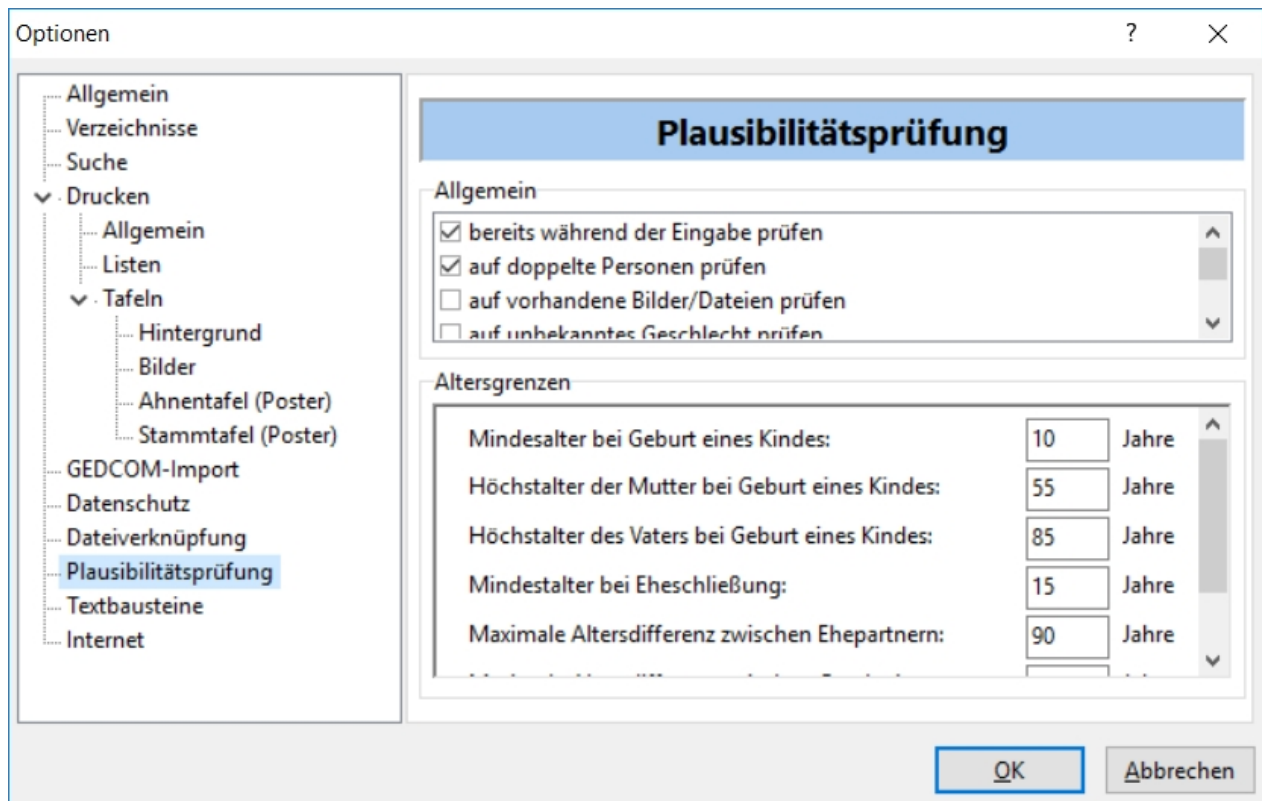 Optionen
?
Allgemein
Verzeichnisse
Suche
Drucken
Allgemein
Listen
Tafeln
Hintergrund
Bilder
Ahnentafel (Poster)
Stammtafel (Poster)
GEDCOM-Import
Datenschutz
Dateiverknüpfung
Plausibilitätsprüfung
Textbausteine
Internet
Plausibilitätsprüfung
Allgemein
bereits während der Eingabe prüfen
auf doppelte Personen prüfen
auf vorhandene Bilder/Dateien prüfen
auf unbekanntes Geschlecht prüfen
Altersgrenzen
Mindesalter bei Geburt eines Kindes: 10 Jahre
Höchstalter der Mutter bei Geburt eines Kindes: 55 Jahre
Höchstalter des Vaters bei Geburt eines Kindes: 85 Jahre
Mindestalter bei Eheschließung: 15 Jahre
Maximale Altersdifferenz zwischen Ehepartnern: 90 Jahre
OK
Abbrechen